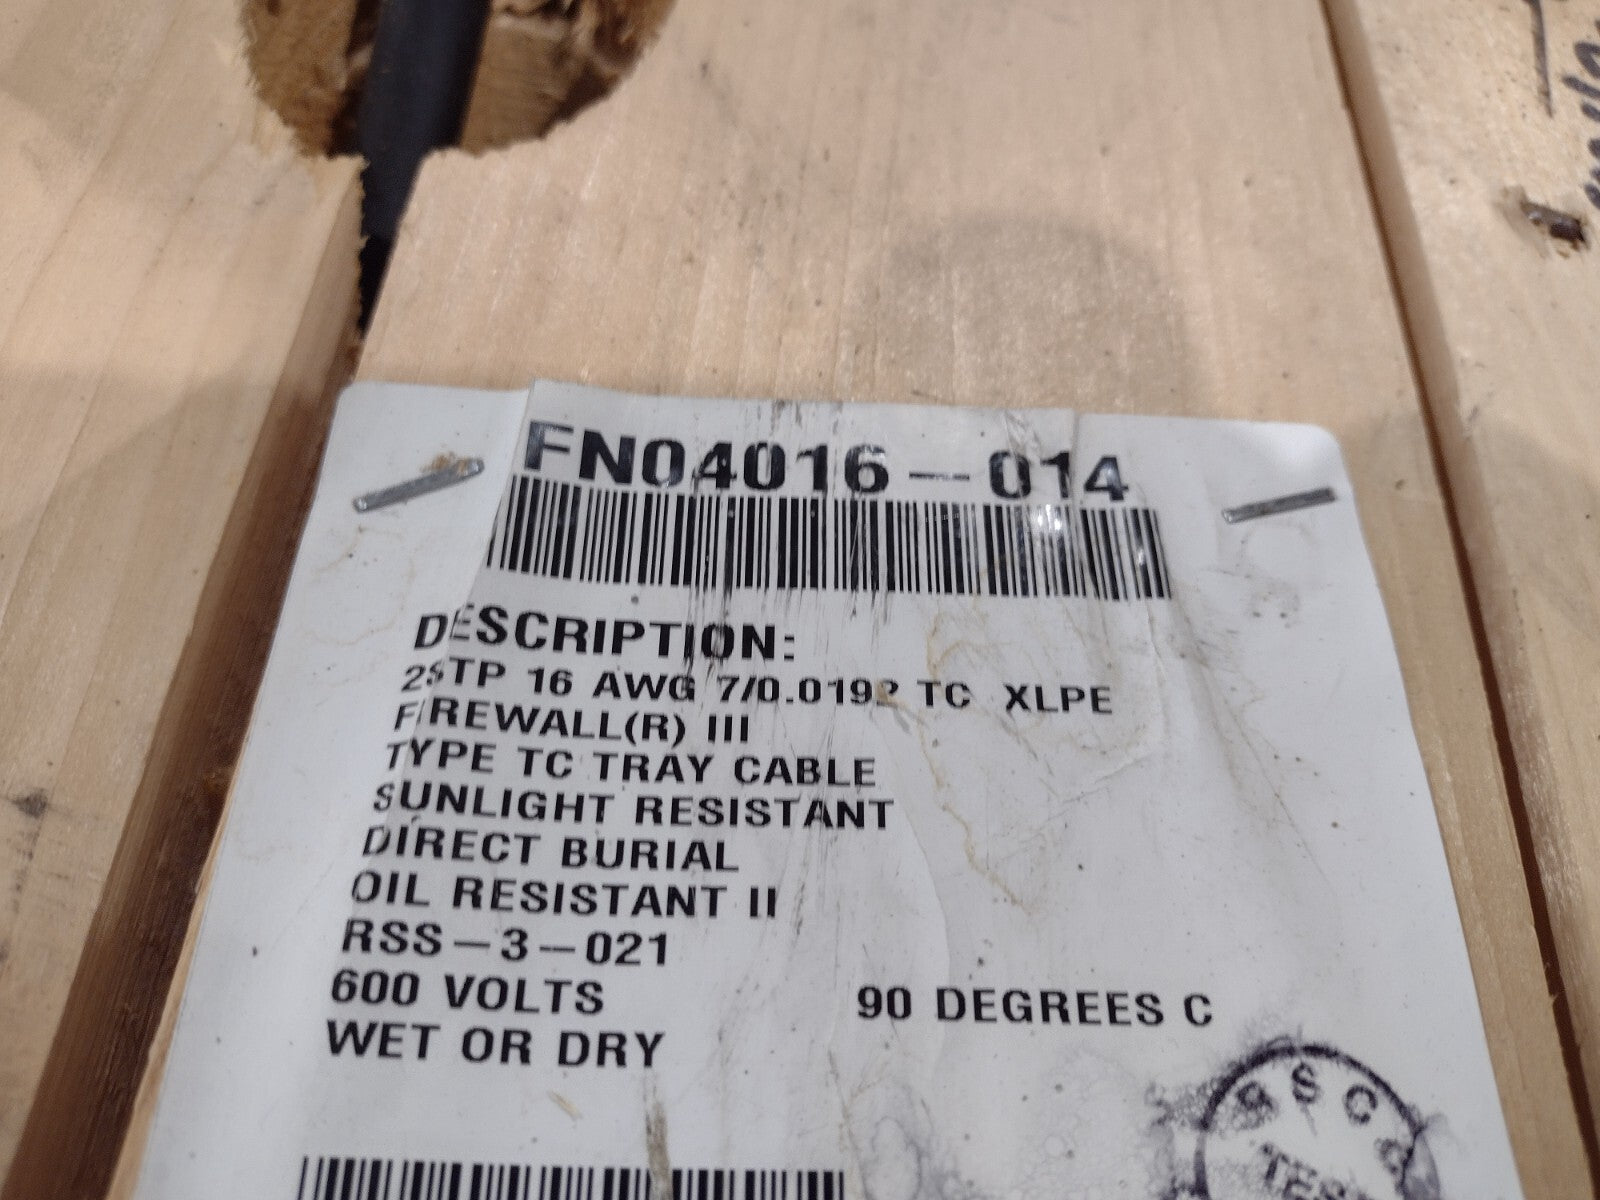 FN04016-014
DESCRIPTION:
2STP 16 AWG 7/0.0192 TC XLPE
FIREWALL(R) III
TYPE TC TRAY CABLE
SUNLIGHT RESISTANT
DIRECT BURIAL
OIL RESISTANT II
RSS-3-021
600 VOLTS 90 DEGREES C
WET OR DRY